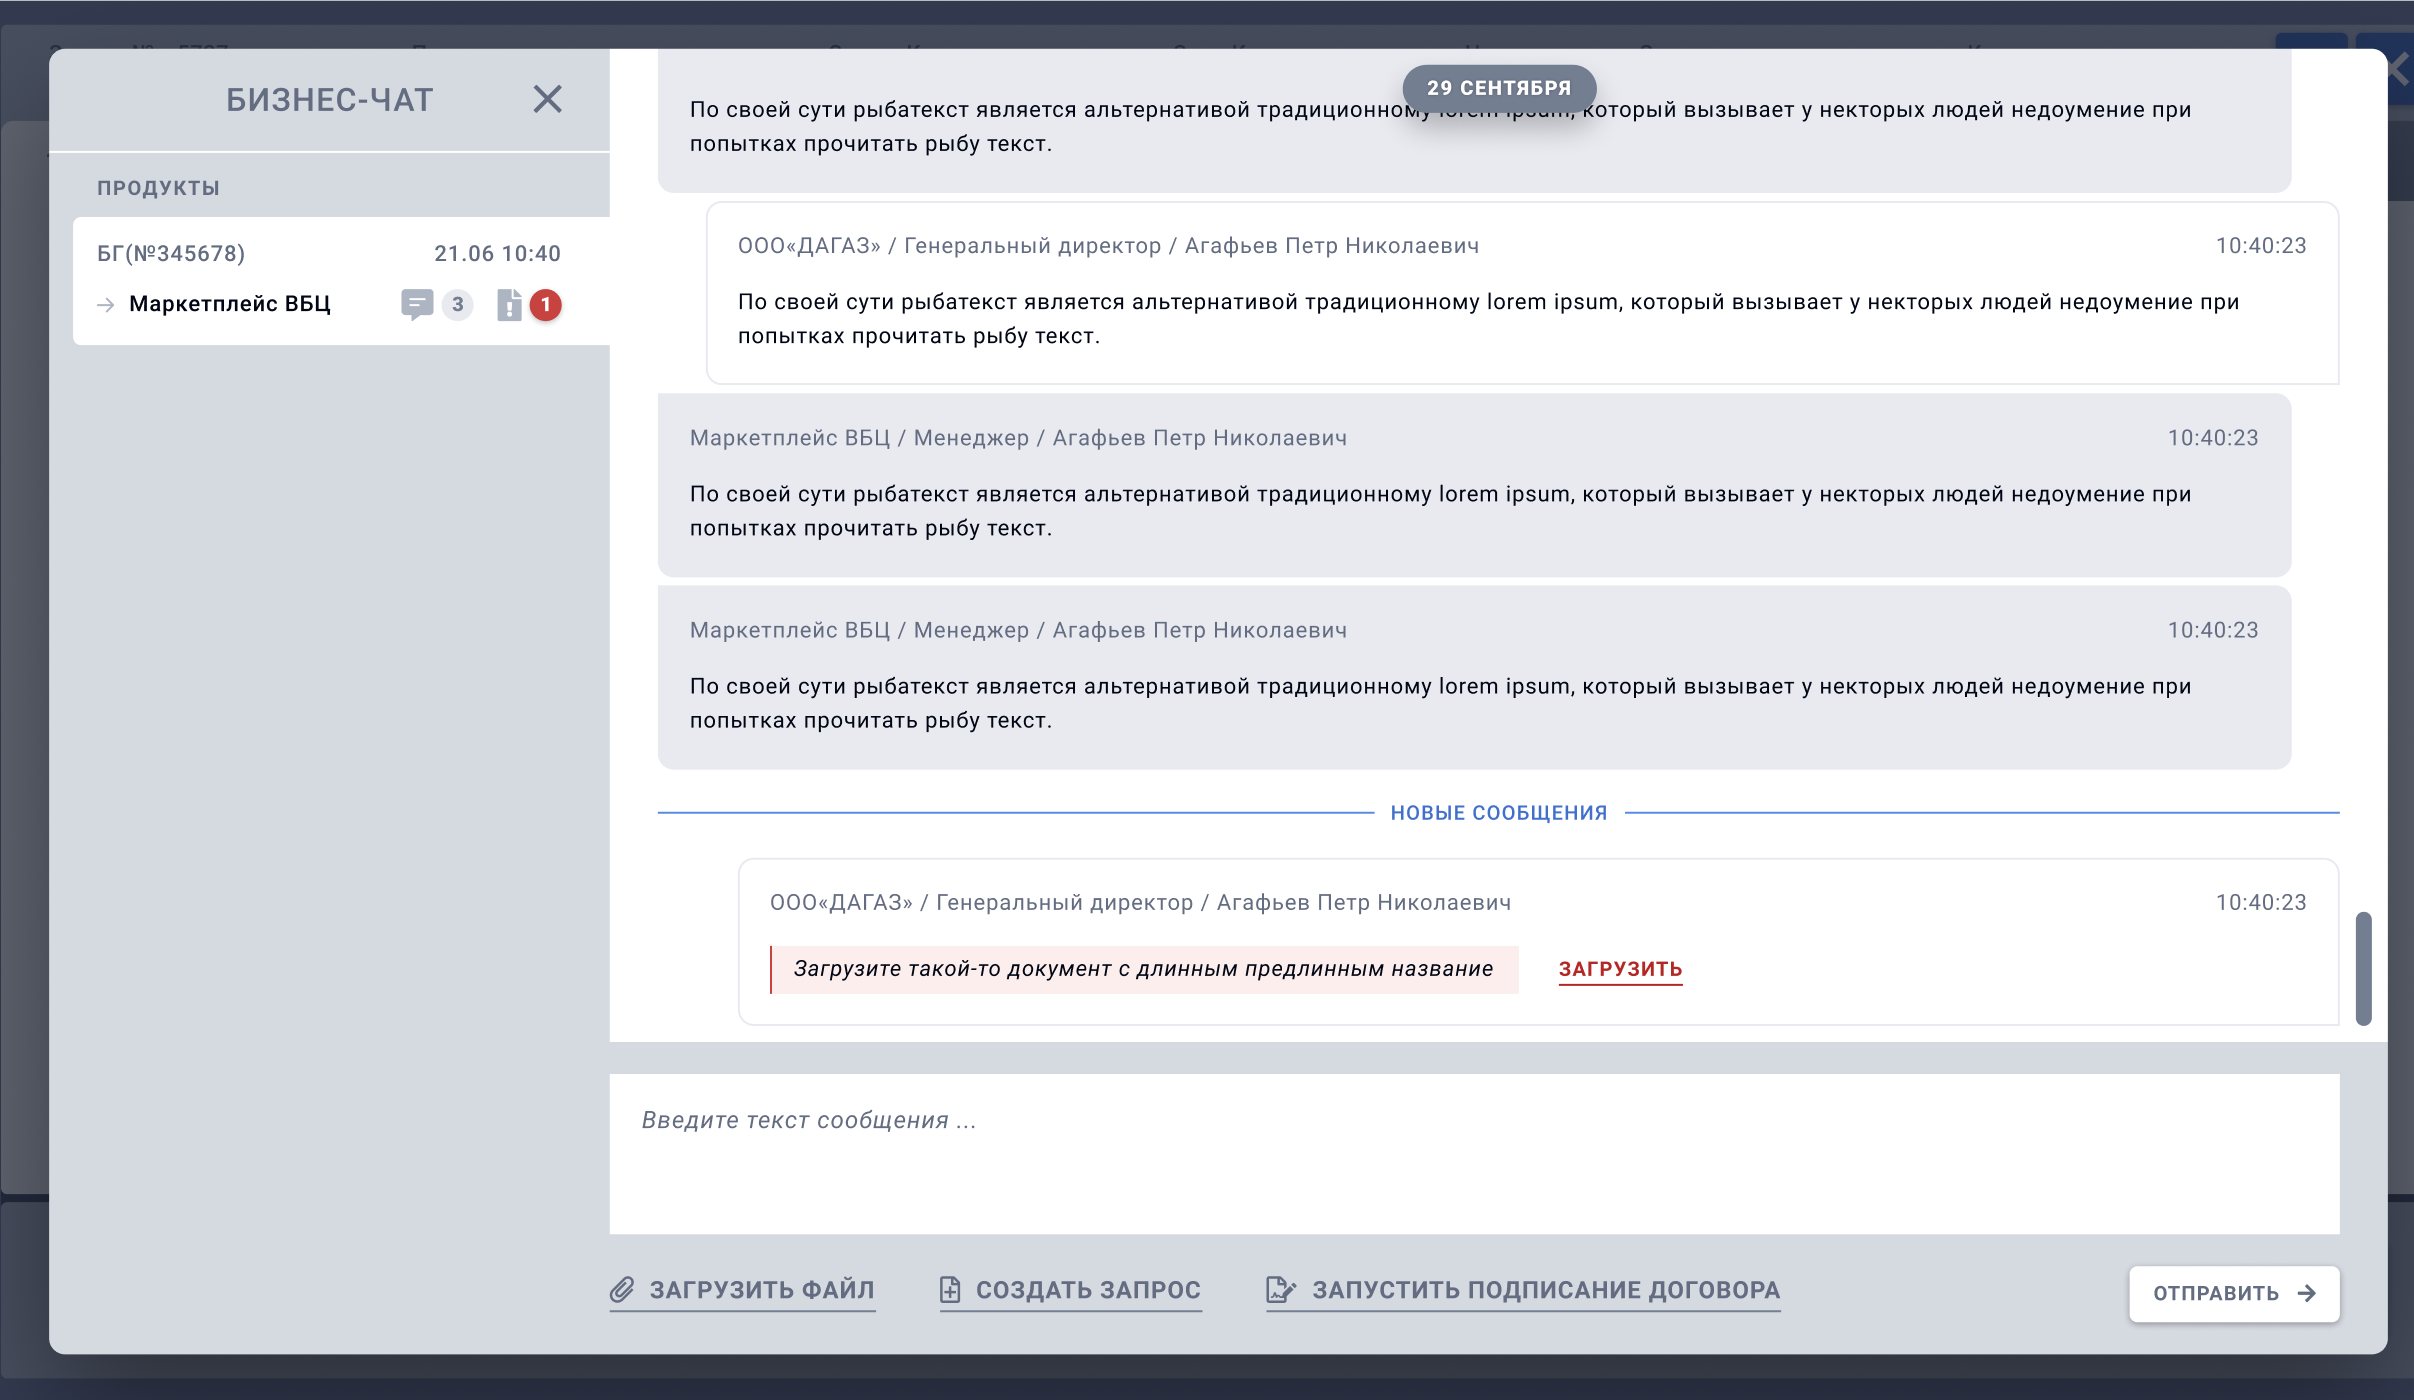 БИЗНЕС-ЧАТ
ПРОДУКТЫ
БГ(№345678) 21.06 10:40
Маркетплейс ВБЦ 3 1
29 СЕНТЯБРЯ
По своей сути рыбатекст является альтернативой традиционному lorem ipsum, который вызывает у некторых людей недоумение при
попытках прочитать рыбу текст.
ООО«ДАГАЗ» / Генеральный директор / Агафьев Петр Николаевич 10:40:23
По своей сути рыбатекст является альтернативой традиционному lorem ipsum, который вызывает у некторых людей недоумение при
попытках прочитать рыбу текст.
Маркетплейс ВБЦ / Менеджер / Агафьев Петр Николаевич 10:40:23
По своей сути рыбатекст является альтернативой традиционному lorem ipsum, который вызывает у некторых людей недоумение при
попытках прочитать рыбу текст.
Маркетплейс ВБЦ / Менеджер / Агафьев Петр Николаевич 10:40:23
По своей сути рыбатекст является альтернативой традиционному lorem ipsum, который вызывает у некторых людей недоумение при
попытках прочитать рыбу текст.
НОВЫЕ СООБЩЕНИЯ
ООО«ДАГАЗ» / Генеральный директор / Агафьев Петр Николаевич 10:40:23
Загрузите такой-то документ с длинным предлинным название ЗАГРУЗИТЬ
Введите текст сообщения ...
ЗАГРУЗИТЬ ФАЙЛ СОЗДАТЬ ЗАПРОС ЗАПУСТИТЬ ПОДПИСАНИЕ ДОГОВОРА ОТПРАВИТЬ